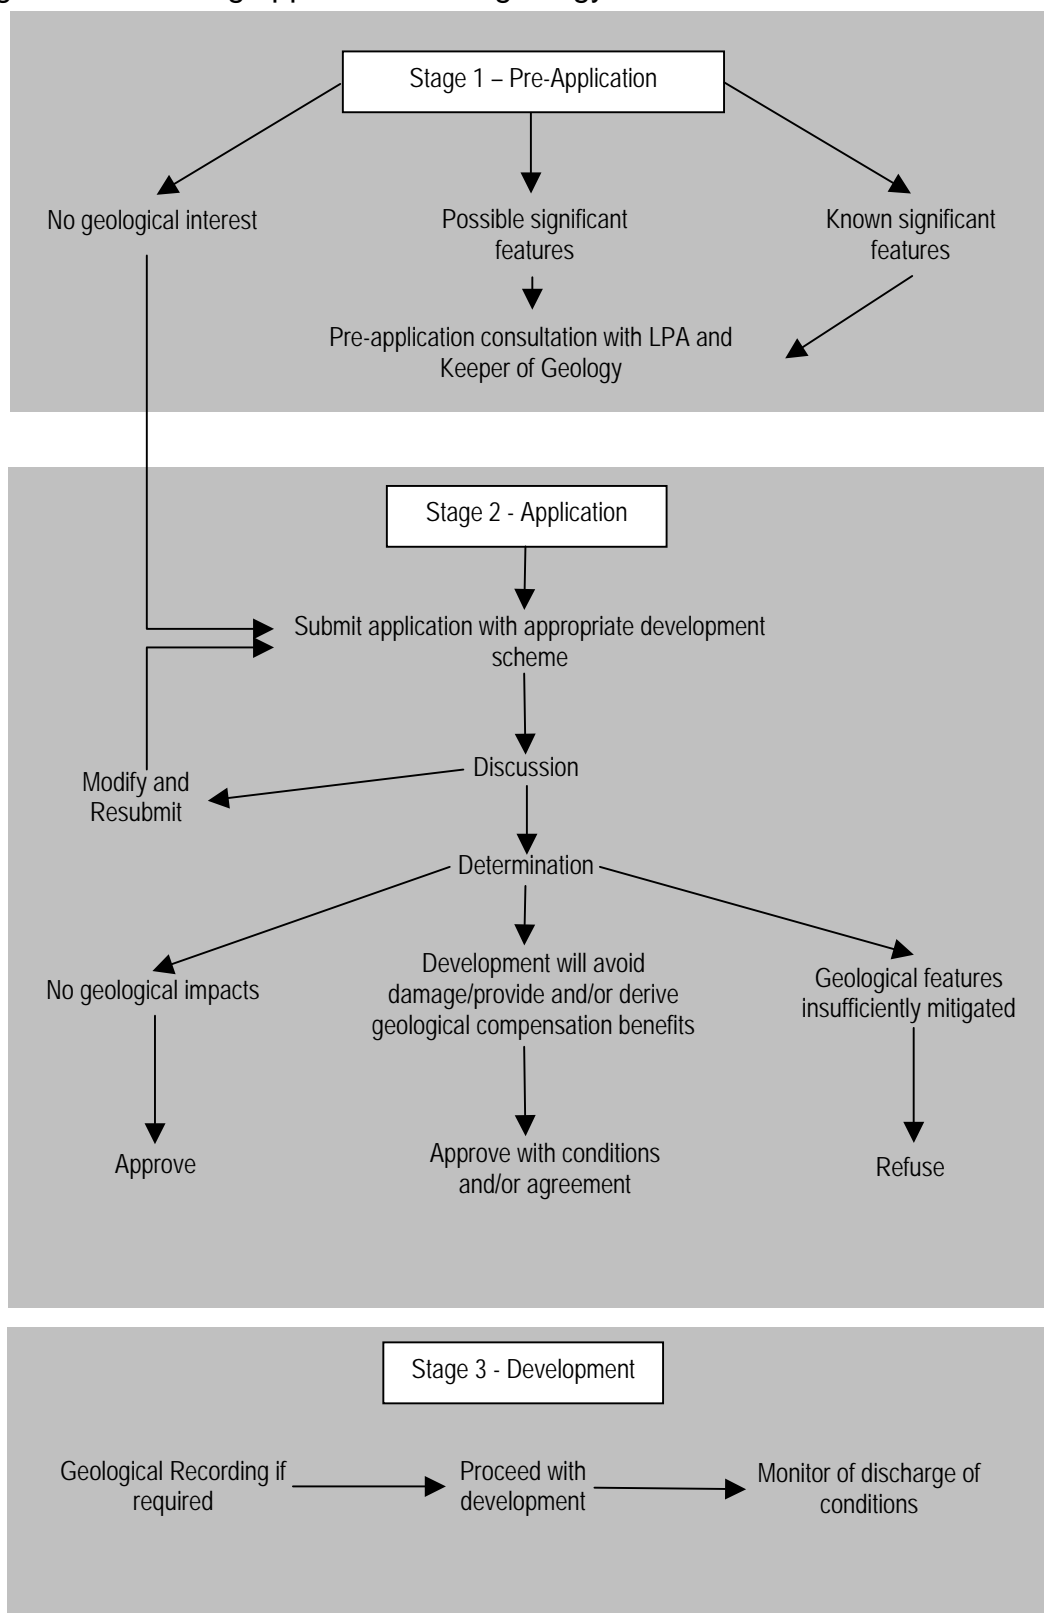 Stage 1 – Pre-Application
No geological interest
Possible significant
features
Known significant
features
Pre-application consultation with LPA and
Keeper of Geology
Stage 2 - Application
Submit application with appropriate development
scheme
Discussion
Modify and
Resubmit
Determination
No geological impacts
Development will avoid
damage/provide and/or derive
geological compensation benefits
Geological features
insufficiently mitigated
Approve
Approve with conditions
and/or agreement
Refuse
Stage 3 - Development
Geological Recording if
required
Proceed with
development
Monitor of discharge of
conditions